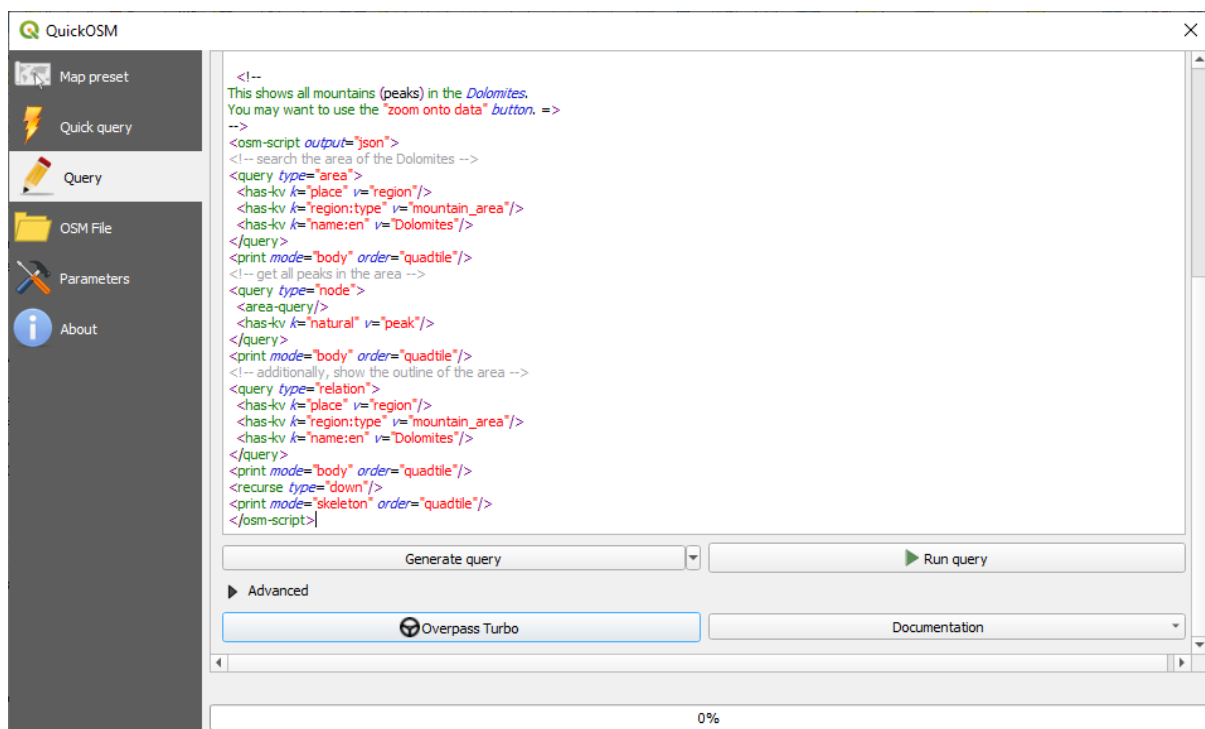 QuickOSM
Map preset
Quick query
Query
OSM File
Parameters
About
<!--
This shows all mountains (peaks) in the Dolomites.
You may want to use the "zoom onto data" button. =>
-->
<osm-script output="json">
<!-- search the area of the Dolomites -->
<query type="area">
<has-kv k="place" v="region"/>
<has-kv k="region:type" v="mountain_area"/>
<has-kv k="name:en" v="Dolomites"/>
</query>
<print mode="body" order="quadtile"/>
<!-- get all peaks in the area -->
<query type="node">
<area-query/>
<has-kv k="natural" v="peak"/>
</query>
<print mode="body" order="quadtile"/>
<!-- additionally, show the outline of the area -->
<query type="relation">
<has-kv k="place" v="region"/>
<has-kv k="region:type" v="mountain_area"/>
<has-kv k="name:en" v="Dolomites"/>
</query>
<print mode="body" order="quadtile"/>
<recurse type="down"/>
<print mode="skeleton" order="quadtile"/>
</osm-script>
Generate query
Run query
Advanced
Overpass Turbo
Documentation
0%